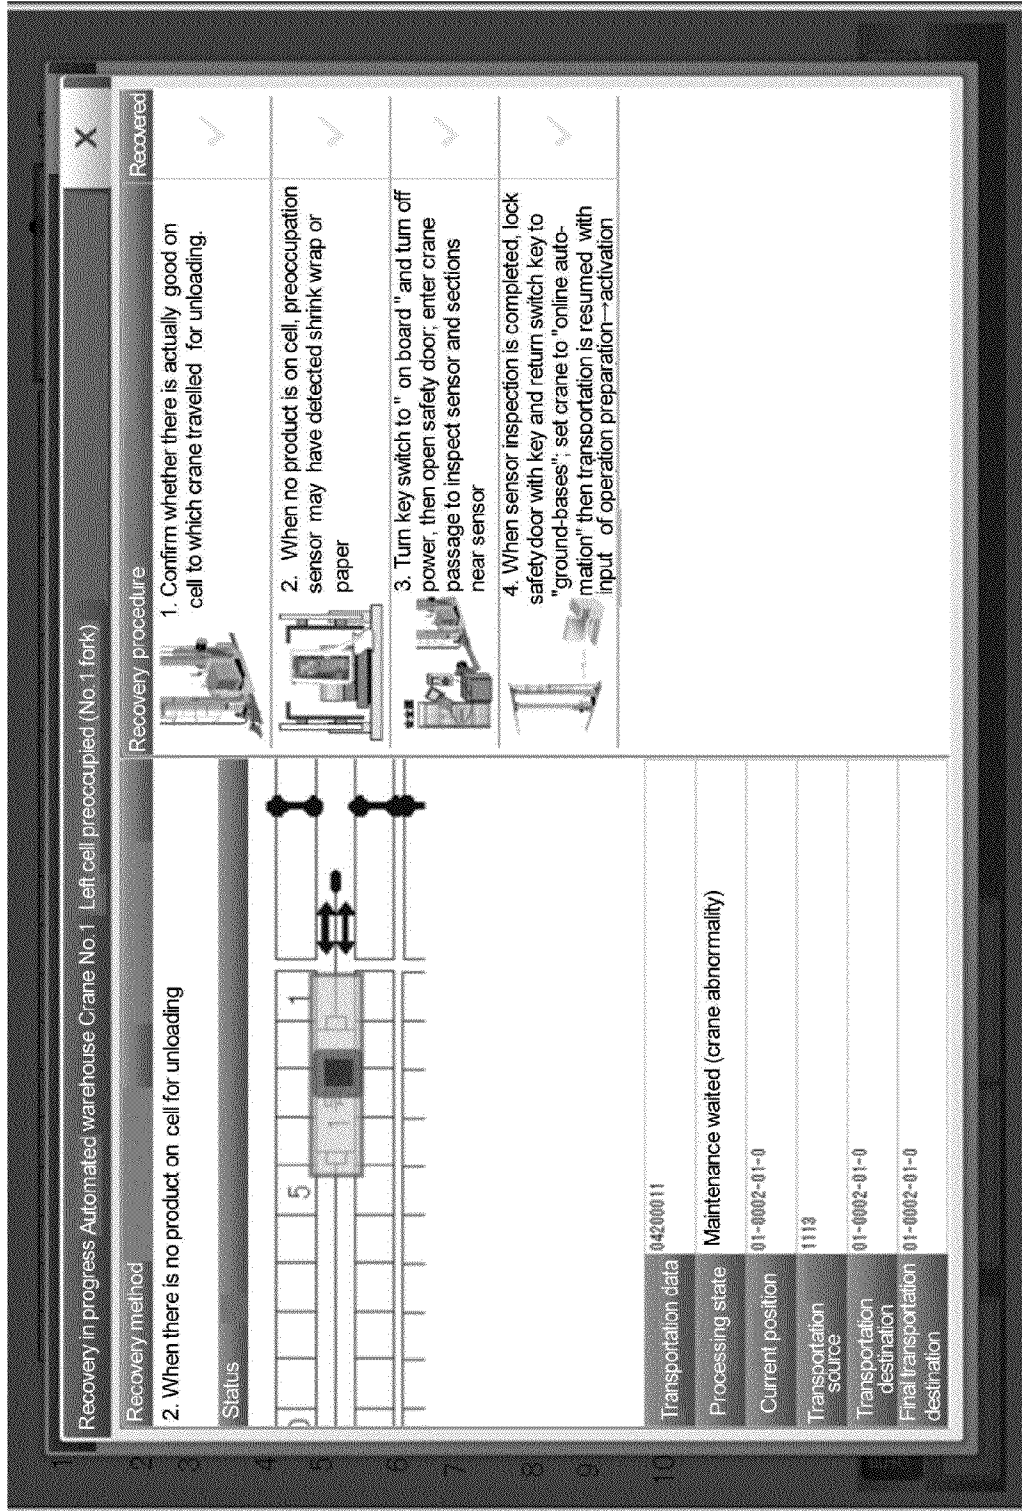 Recovery in progress Automated warehouse Crane No.1 Left cell preoccupied (No.1 fork)
X
Recovery method
2. When there is no product on cell for unloading
Status
5
1
1
Transportation data
04200011
Processing state
Maintenance waited (crane abnormality)
Current position
01-0002-01-0
Transportation
source
1113
Transportation
destination
01-0002-01-0
Final transportation
destination
01-0002-01-0
Recovery procedure
Recovered
1. Confirm whether there is actually good on
cell to which crane travelled for unloading.
2. When no product is on cell, preoccupation
sensor may have detected shrink wrap or
paper
3. Turn key switch to " on board " and turn off
power, then open safety door; enter crane
passage to inspect sensor and sections
near sensor
4. When sensor inspection is completed, lock
safety door with key and return switch key to
"ground-bases"; set crane to "online auto-
mation" then transportation is resumed with
input of operation preparation→activation
1
2
3
4
5
6
7
8
9
10